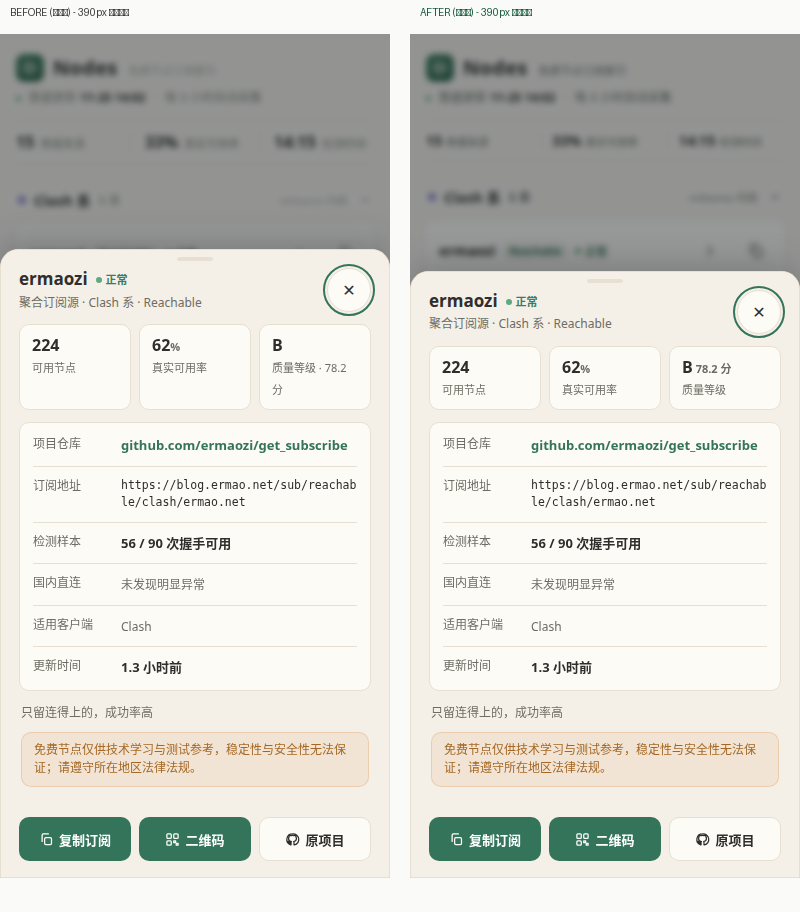 BEFORE () - 390px
Nodes
Clash 系
ermaozi 正常
聚合订阅源 · Clash 系 · Reachable
224
可用节点
62%
真实可用率
B
质量等级 · 78.2
分
项目仓库 github.com/ermaozi/get_subscribe
订阅地址 https://blog.ermao.net/sub/reachab
le/clash/ermao.net
检测样本 56 / 90 次握手可用
国内直连 未发现明显异常
适用客户端 Clash
更新时间 1.3 小时前
只留连得上的，成功率高
免费节点仅供技术学习与测试参考，稳定性与安全性无法保
证；请遵守所在地区法律法规。
复制订阅 二维码 原项目
AFTER () - 390px
Nodes
Clash 系
ermaozi Reachable 正常
ermaozi 正常
聚合订阅源 · Clash 系 · Reachable
224
可用节点
62%
真实可用率
B 78.2 分
质量等级
项目仓库 github.com/ermaozi/get_subscribe
订阅地址 https://blog.ermao.net/sub/reachab
le/clash/ermao.net
检测样本 56 / 90 次握手可用
国内直连 未发现明显异常
适用客户端 Clash
更新时间 1.3 小时前
只留连得上的，成功率高
免费节点仅供技术学习与测试参考，稳定性与安全性无法保
证；请遵守所在地区法律法规。
复制订阅 二维码 原项目